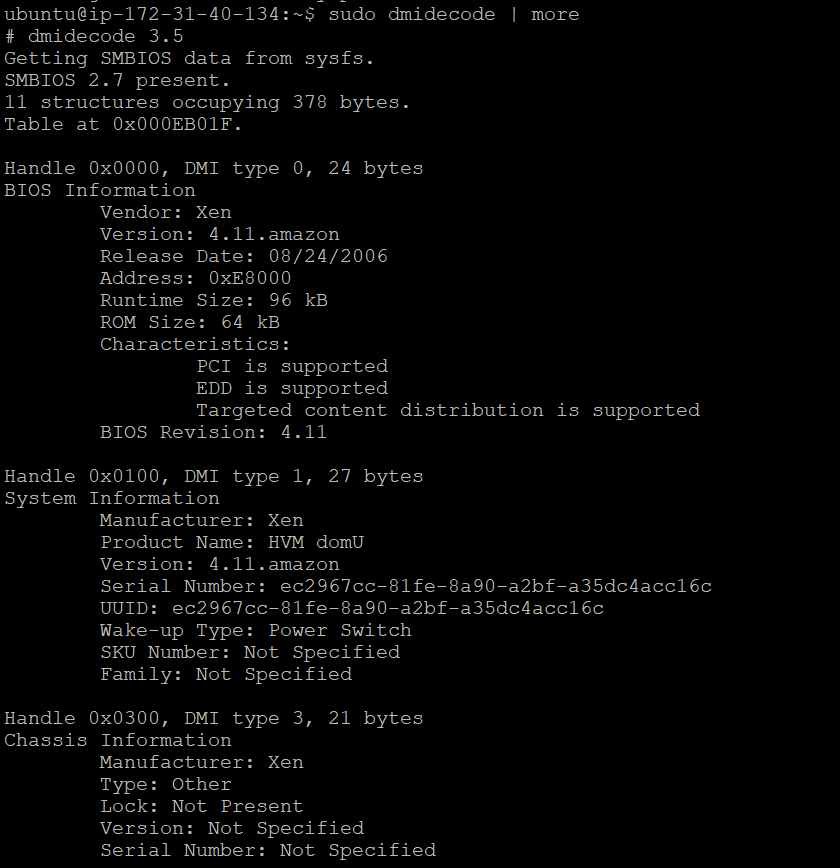 ubuntu@ip-172-31-40-134:~$ sudo dmidecode | more
# dmidecode 3.5
Getting SMBIOS data from sysfs.
SMBIOS 2.7 present.
11 structures occupying 378 bytes.
Table at 0x000EB01F.

Handle 0x0000, DMI type 0, 24 bytes
BIOS Information
        Vendor: Xen
        Version: 4.11.amazon
        Release Date: 08/24/2006
        Address: 0xE8000
        Runtime Size: 96 kB
        ROM Size: 64 kB
        Characteristics:
                PCI is supported
                EDD is supported
                Targeted content distribution is supported
        BIOS Revision: 4.11

Handle 0x0100, DMI type 1, 27 bytes
System Information
        Manufacturer: Xen
        Product Name: HVM domU
        Version: 4.11.amazon
        Serial Number: ec2967cc-81fe-8a90-a2bf-a35dc4acc16c
        UUID: ec2967cc-81fe-8a90-a2bf-a35dc4acc16c
        Wake-up Type: Power Switch
        SKU Number: Not Specified
        Family: Not Specified

Handle 0x0300, DMI type 3, 21 bytes
Chassis Information
        Manufacturer: Xen
        Type: Other
        Lock: Not Present
        Version: Not Specified
        Serial Number: Not Specified